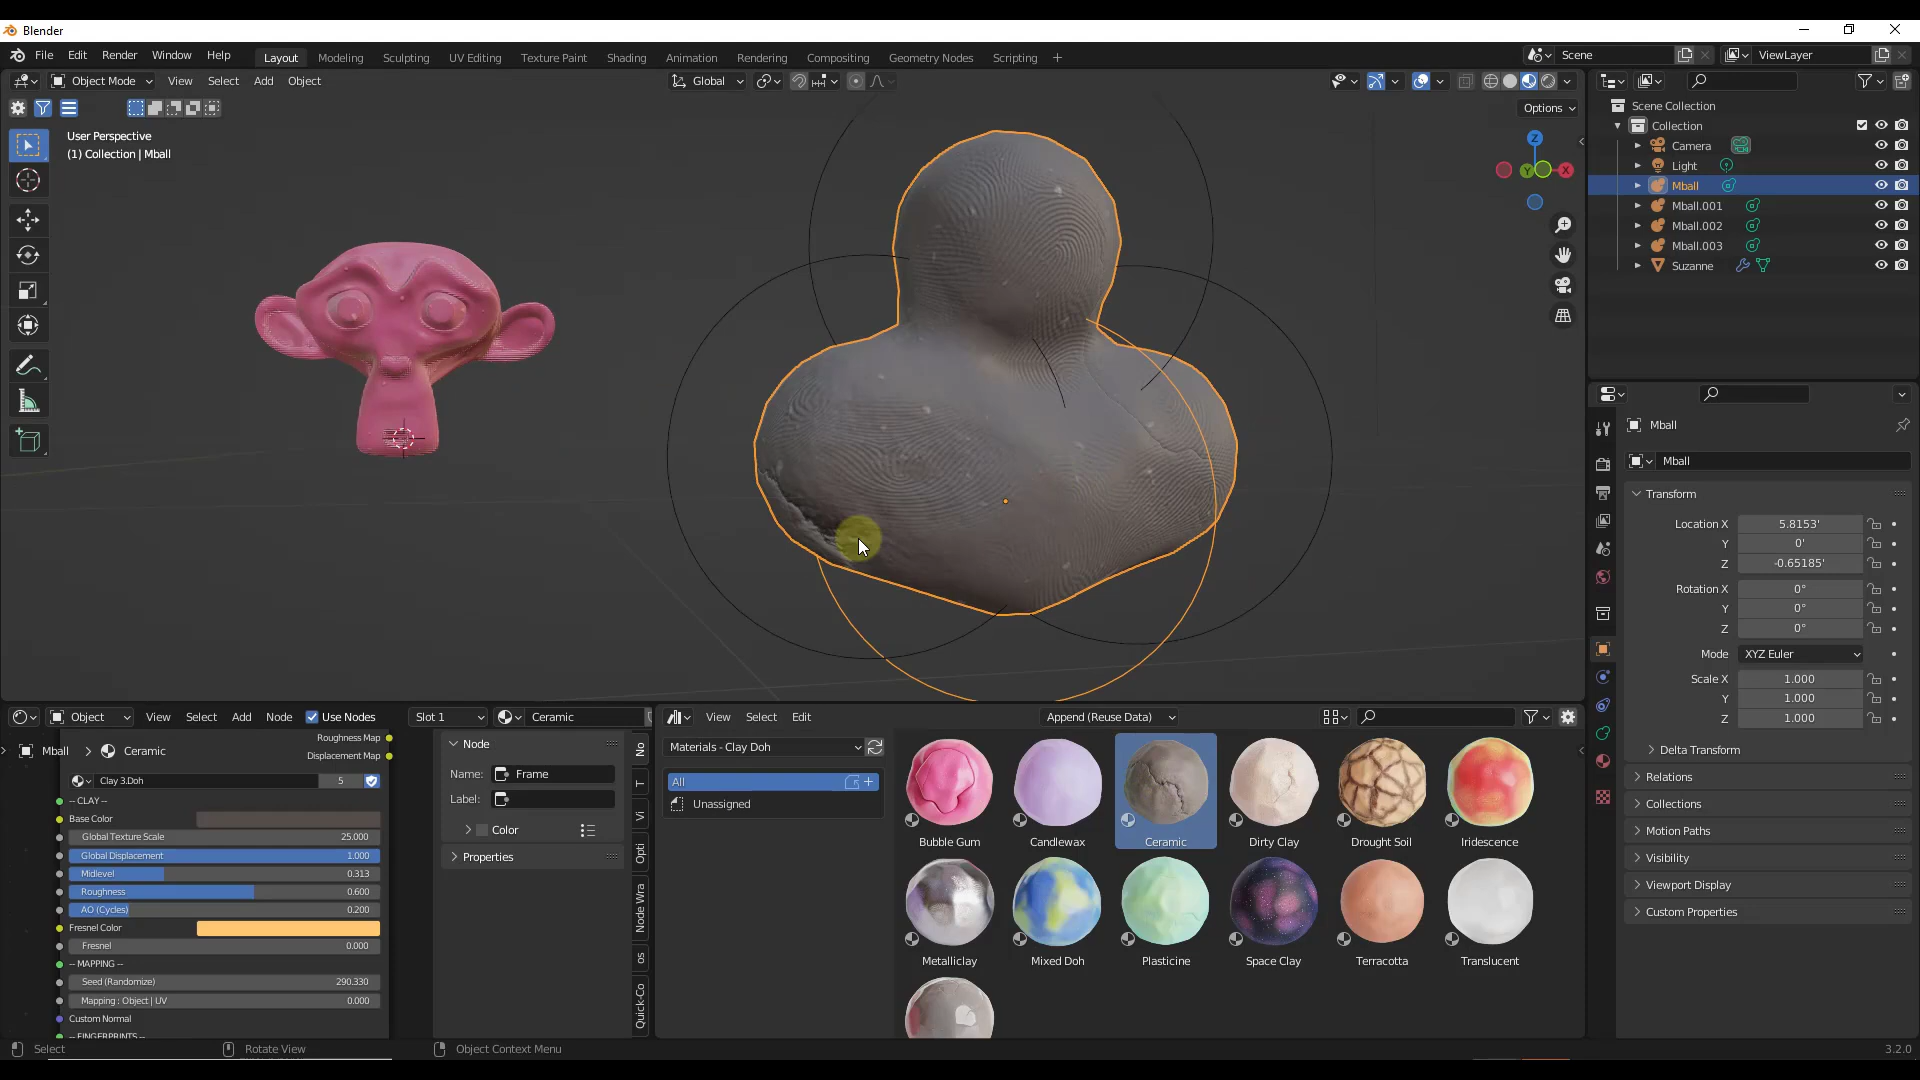 Blender
File Edit Render Window Help Layout Modeling Sculpting UV Editing Texture Paint Shading Animation Rendering Compositing Geometry Nodes Scripting + Scene ViewLayer
Object Mode View Select Add Object Global
Options
User Perspective
(1) Collection | Mball
Z
Y
X
Scene Collection
Collection
Camera
Light
Mball
Mball.001
Mball.002
Mball.003
Suzanne
Mball
Mball
Transform
Location X 5.8153'
Y 0'
Z -0.65185'
Rotation X 0°
Y 0°
Z 0°
Mode XYZ Euler
Scale X 1.000
Y 1.000
Z 1.000
Delta Transform
Relations
Collections
Motion Paths
Visibility
Viewport Display
Custom Properties
Object View Select Add Node Use Nodes Slot 1 Ceramic
Roughness Map
Mball > Ceramic
Displacement Map
Clay 3.Doh 5
-- CLAY --
Base Color
Global Texture Scale 25.000
Global Displacement 1.000
Midlevel 0.313
Roughness 0.600
AO (Cycles) 0.200
Fresnel Color
Fresnel 0.000
-- MAPPING --
Seed (Randomize) 290.330
Mapping : Object | UV 0.000
Custom Normal
-- FINGERPRINTS --
Node
Name: Frame
Label:
Color
Properties
No
T
Vi
Opti
Node Wra
os
Quick-Co
View Select Edit Append (Reuse Data)
Materials - Clay Doh
All
Unassigned
Bubble Gum Candlewax Ceramic Dirty Clay Drought Soil Iridescence
Metalliclay Mixed Doh Plasticine Space Clay Terracotta Translucent
Select Rotate View Object Context Menu 3.2.0